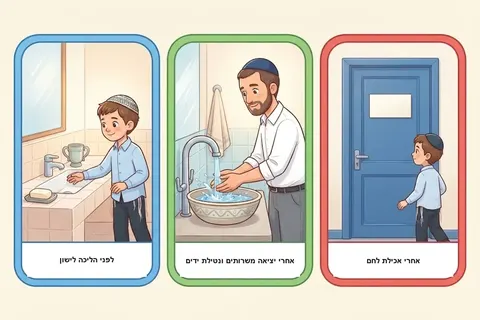 אחרי אכילת לחם
אחרי יציאה משרותים ונטילת ידים
לפני הליכה לישון